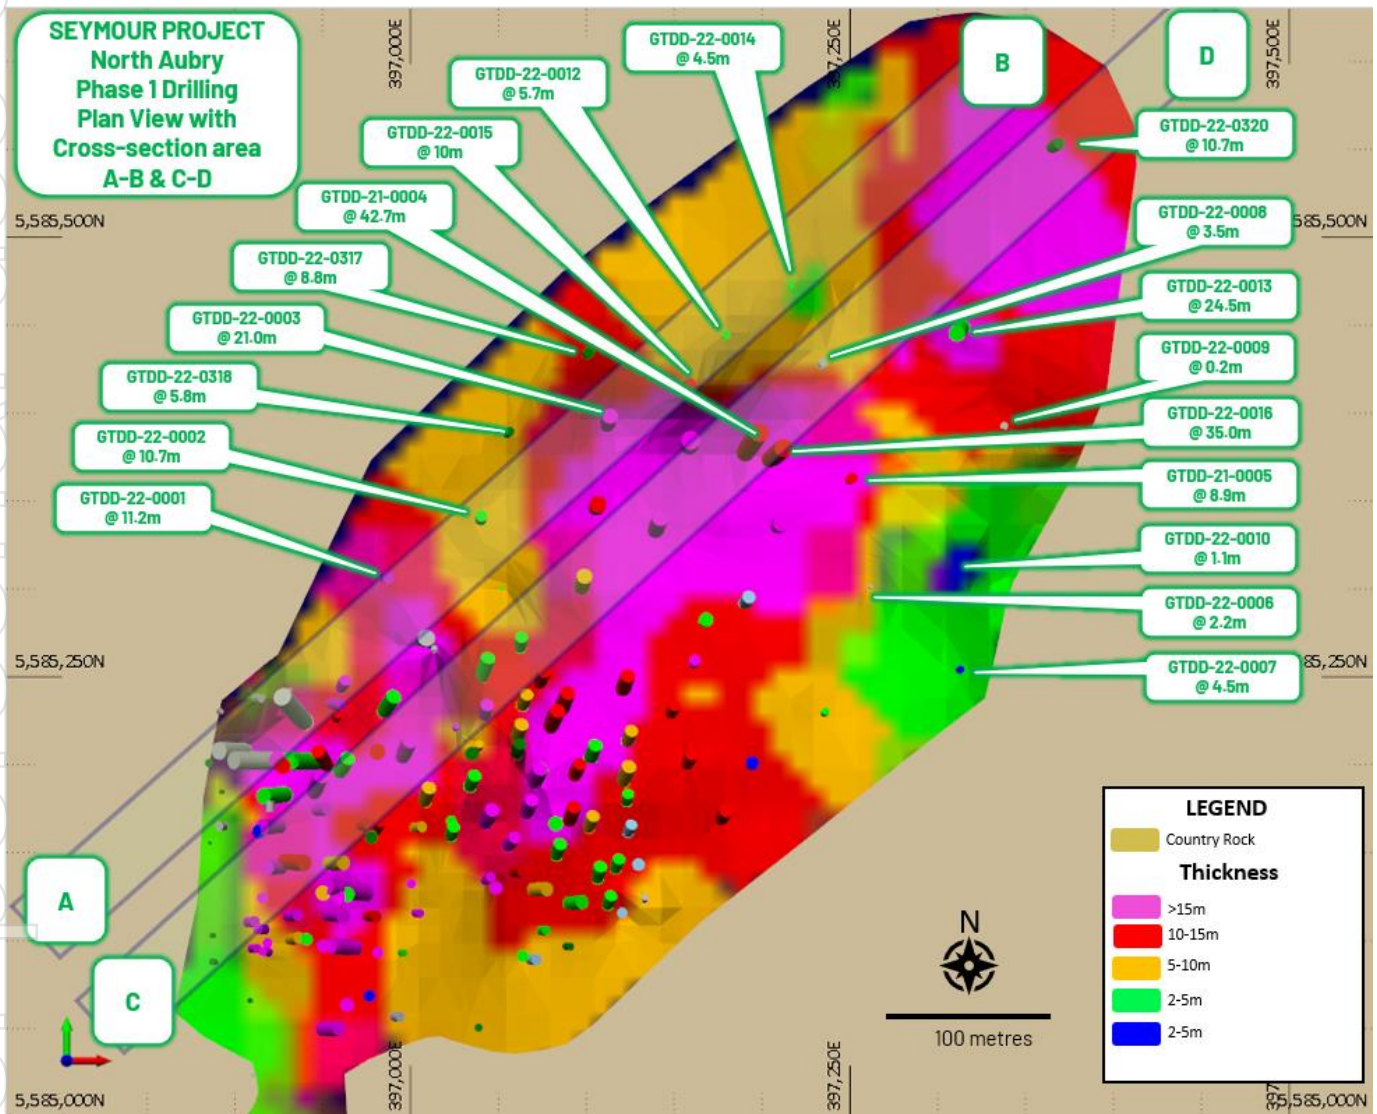 SEYMOUR PROJECT
North Aubry
Phase 1 Drilling
Plan View with
Cross-section area
A-B & C-D
397,000E
397,250E
397,500E
B
D
GTDD-22-0014
@ 4.5m
GTDD-22-0012
@ 5.7m
GTDD-22-0015
@ 10m
GTDD-21-0004
@ 42.7m
GTDD-22-0317
@ 8.8m
GTDD-22-0003
@ 21.0m
GTDD-22-0318
@ 5.8m
GTDD-22-0002
@ 10.7m
GTDD-22-0001
@ 11.2m
GTDD-22-0320
@ 10.7m
GTDD-22-0008
@ 3.5m
GTDD-22-0013
@ 24.5m
GTDD-22-0009
@ 0.2m
GTDD-22-0016
@ 35.0m
GTDD-21-0005
@ 8.9m
GTDD-22-0010
@ 1.1m
GTDD-22-0006
@ 2.2m
GTDD-22-0007
@ 4.5m
5,585,500N
585,500N
5,585,250N
85,250N
A
C
N
100 metres
LEGEND
Country Rock
Thickness
>15m
10-15m
5-10m
2-5m
2-5m
5,585,000N
397,000E
397,250E
397
5,585,000N